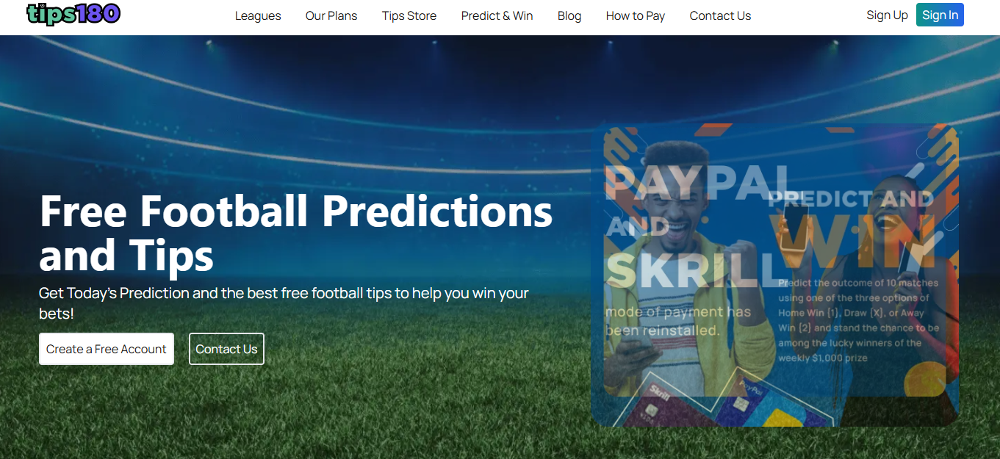 tips180
Leagues
Our Plans
Tips Store
Predict & Win
Blog
How to Pay
Contact Us
Sign Up
Sign In
Free Football Predictions
and Tips
Get Today's Prediction and the best free football tips to help you win your
bets!
Create a Free Account
Contact Us
PAYPAL
AND
SKRILL
mode of payment has
been reinstalled.
PREDICT AND
WIN
Predict the outcome of 10 matches
using one of the three options of
Home Win [1], Draw [X], or Away
Win [2] and stand the chance to be
among the lucky winners of the
weekly $1,000 prize
Skrill
VISA
PayPal